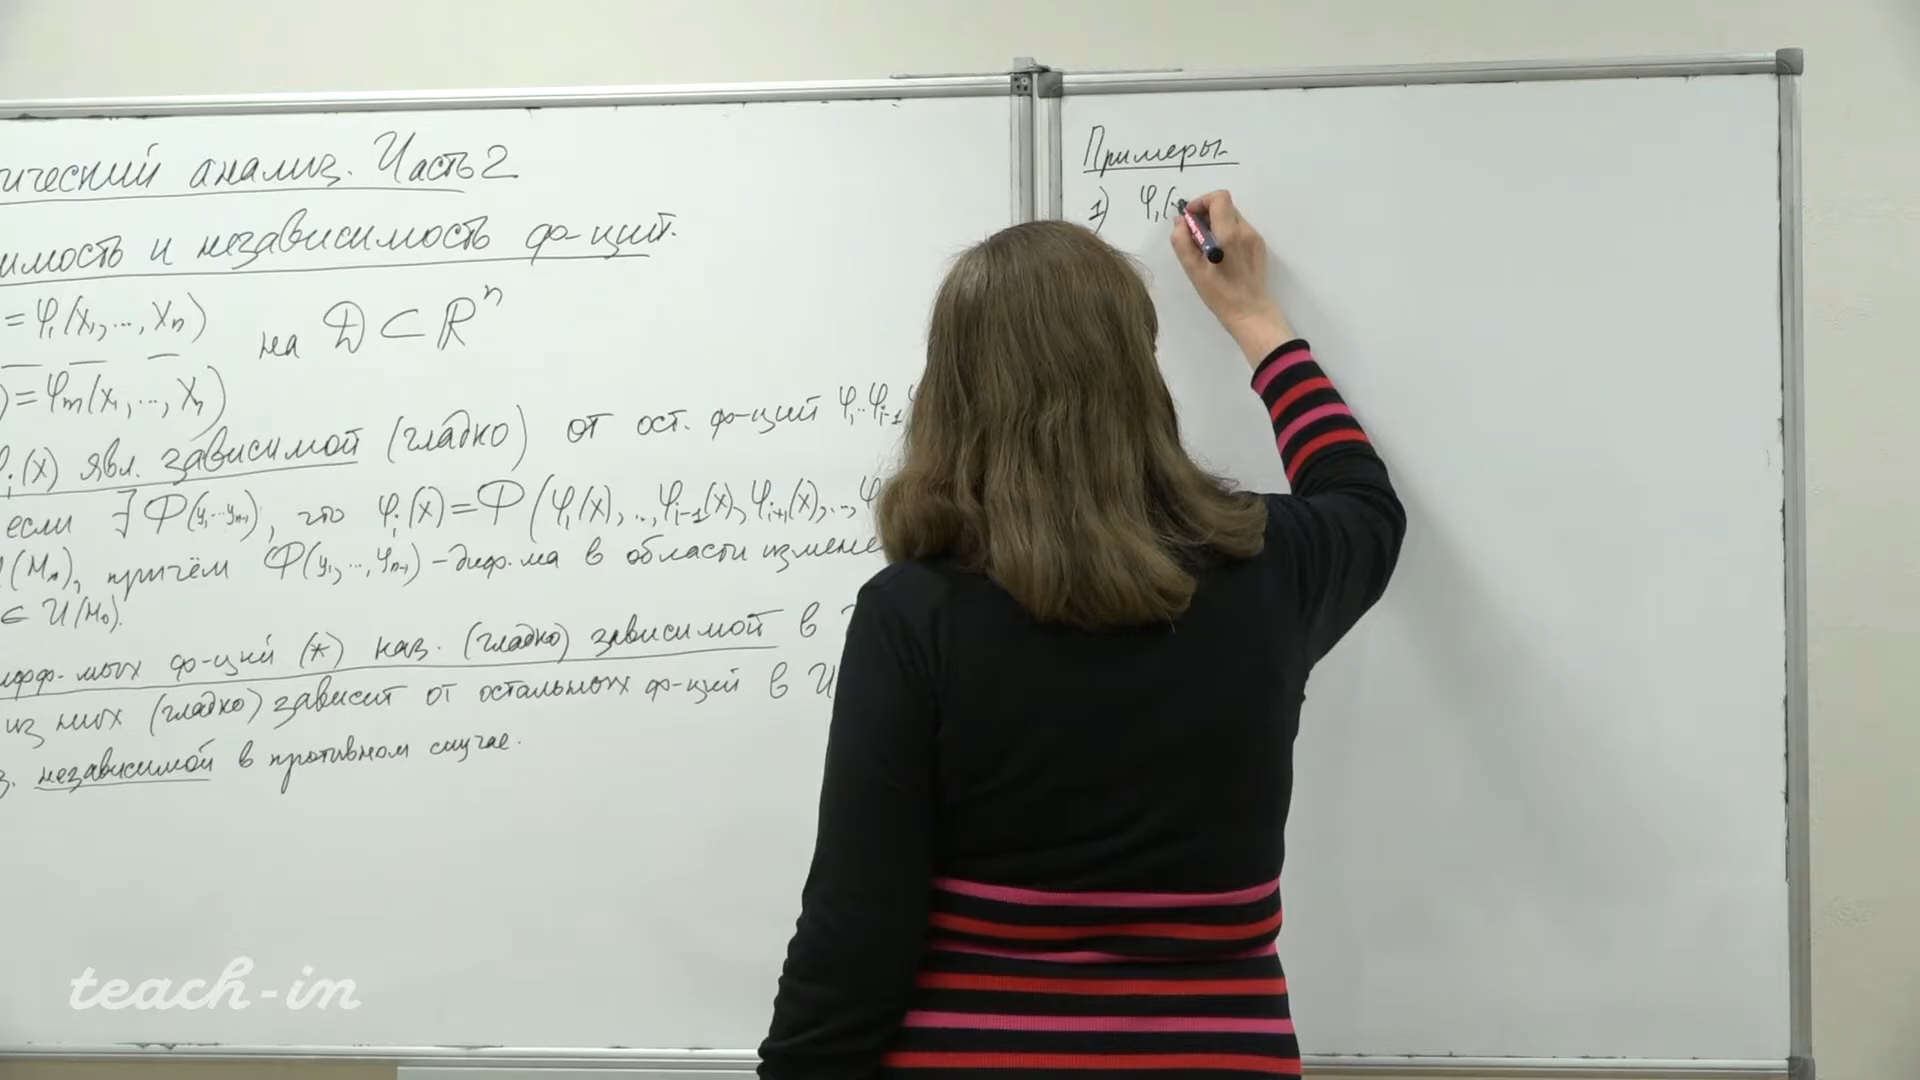 ический анализ. Часть 2
имость и независимость ф-ций.
= φ₁(x₁,..., xₙ)
на D ⊂ ℝⁿ
) = φₘ(x₁,..., xₙ)
φᵢ(x) явл. зависимой (гладко) от ост. ф-ций φ₁..φᵢ₋₁
если ∃ Φ(y₁...yₘ₋₁), что φᵢ(x) = Φ(φ₁(x),..,φᵢ₋₁(x), φᵢ₊₁(x),..,φ
(M₀), причём Φ(y₁,...,yₘ₋₁) – диф. ма в области измене
∈ U(M₀).
ифф-мых ф-ций (*) наз. (гладко) зависимой в
из них (гладко) зависит от остальных ф-ций в U
з. независимой в противном случае.
Примеры
1) φ₁(
teach-in